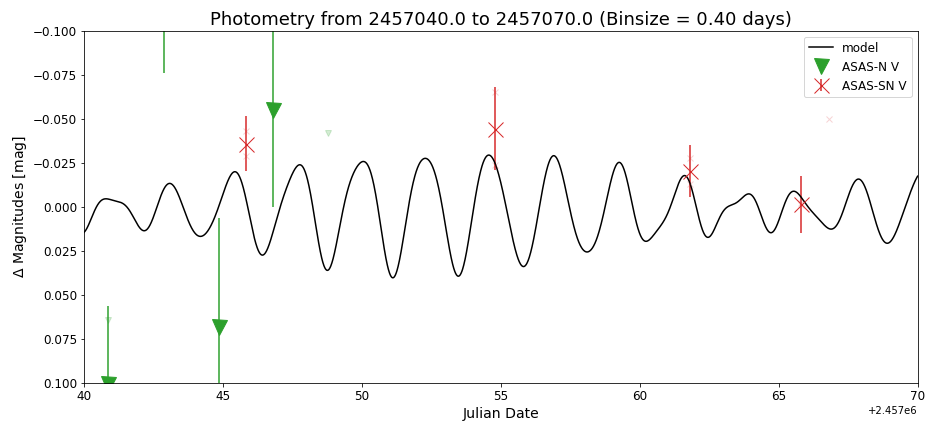 Photometry from 2457040.0 to 2457070.0 (Binsize = 0.40 days)
Δ Magnitudes [mag]
−0.100
−0.075
−0.050
−0.025
0.000
0.025
0.050
0.075
0.100
model
ASAS-N V
ASAS-SN V
40 45 50 55 60 65 70
+2.457e6
Julian Date